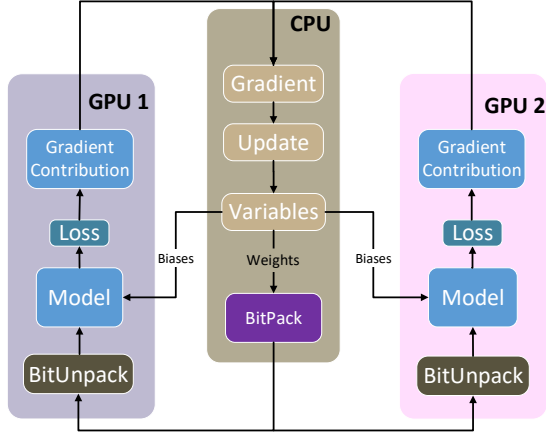 CPU
Gradient
Update
Variables
Weights
BitPack
GPU 1
Gradient
Contribution
Loss
Biases
Model
BitUnpack
GPU 2
Gradient
Contribution
Loss
Biases
Model
BitUnpack